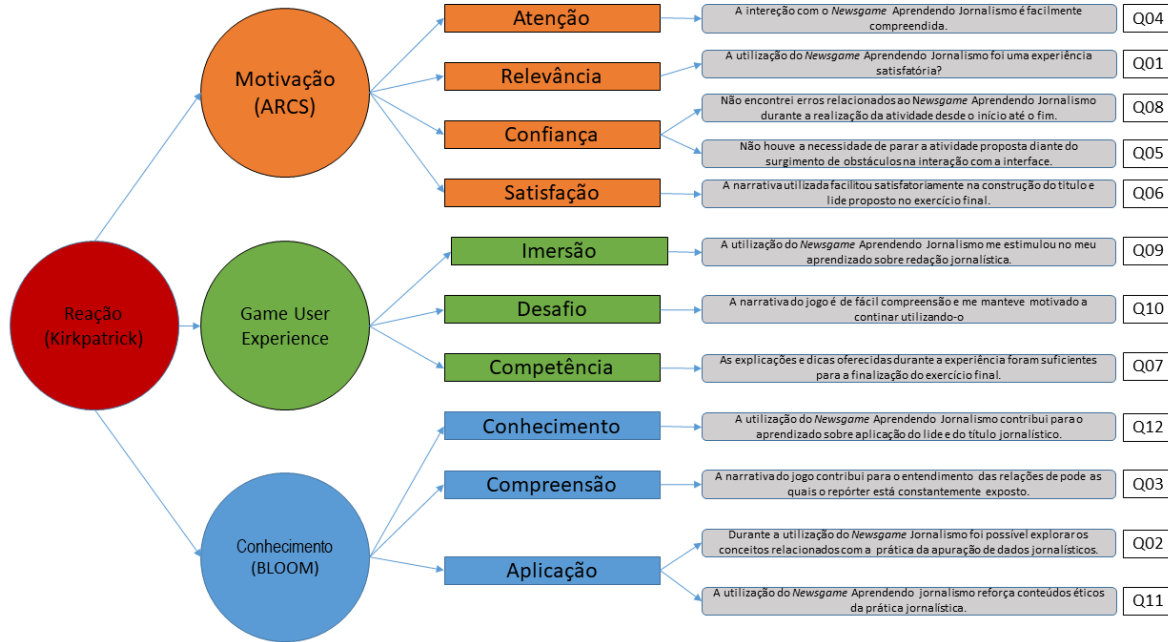 Reação
(Kirkpatrick)
Motivação
(ARCS)
Atenção
A intereção com o Newsgame Aprendendo Jornalismo é facilmente
compreendida.
Q04
Relevância
A utilização do Newsgame Aprendendo Jornalismo foi uma experiência
satisfatória?
Q01
Confiança
Não encontrei erros relacionados ao Newsgame Aprendendo Jornalismo
durante a realização da atividade desde o início até o fim.
Q08
Não houve a necessidade de parar a atividade proposta diante do
surgimento de obstáculos na interação com a interface.
Q05
Satisfação
A narrativa utilizada facilitou satisfatoriamente na construção do titulo e
lide proposto no exercício final.
Q06
Game User
Experience
Imersão
A utilização do Newsgame Aprendendo Jornalismo me estimulou no meu
aprendizado sobre redação jornalística.
Q09
Desafio
A narrativa do jogo é de fácil compreensão e me manteve motivado a
continar utilizando-o
Q10
Competência
As explicações e dicas oferecidas durante a experiência foram suficientes
para a finalização do exercício final.
Q07
Conhecimento
(BLOOM)
Conhecimento
A utilização do Newsgame Aprendendo Jornalismo contribui para o
aprendizado sobre aplicação do lide e do título jornalístico.
Q12
Compreensão
A narrativa do jogo contribui para o entendimento das relações de pode as
quais o repórter está constantemente exposto.
Q03
Aplicação
Durante a utilização do Newsgame Jornalismo foi possível explorar os
conceitos relacionados com a prática da apuração de dados jornalísticos.
Q02
A utilização do Newsgame Aprendendo jornalismo reforça conteúdos éticos
da prática jornalística.
Q11